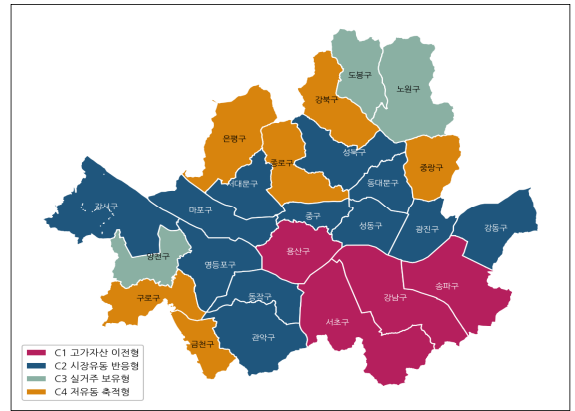 도봉구
노원구
강북구
은평구
종로구
성북구
중랑구
서대문구
동대문구
강서구
마포구
중구
성동구
광진구
강동구
양천구
영등포구
용산구
송파구
구로구
동작구
강남구
서초구
금천구
관악구
C1 고가자산 이전형
C2 시장유동 반응형
C3 실거주 보유형
C4 저유동 축적형